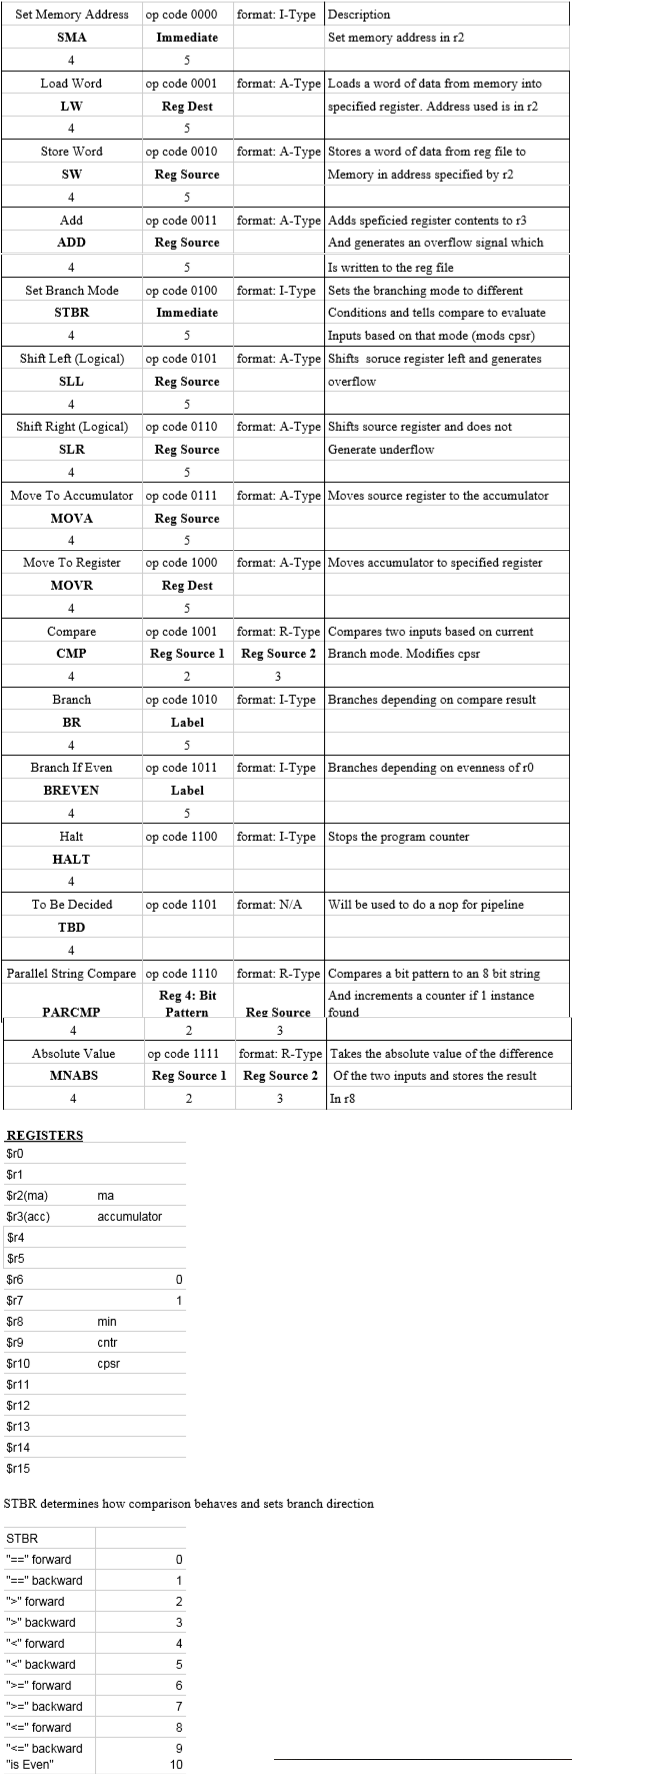 Set Memory Address op code 0000 format: I-Type Description
SMA Immediate Set memory address in r2
4 5
Load Word op code 0001 format: A-Type Loads a word of data from memory into
LW Reg Dest specified register. Address used is in r2
4 5
Store Word op code 0010 format: A-Type Stores a word of data from reg file to
SW Reg Source Memory in address specified by r2
4 5
Add op code 0011 format: A-Type Adds speficied register contents to r3
ADD Reg Source And generates an overflow signal which
4 5 Is written to the reg file
Set Branch Mode op code 0100 format: I-Type Sets the branching mode to different
STBR Immediate Conditions and tells compare to evaluate
4 5 Inputs based on that mode (mods cpsr)
Shift Left (Logical) op code 0101 format: A-Type Shifts soruce register left and generates
SLL Reg Source overflow
4 5
Shift Right (Logical) op code 0110 format: A-Type Shifts source register and does not
SLR Reg Source Generate underflow
4 5
Move To Accumulator op code 0111 format: A-Type Moves source register to the accumulator
MOVA Reg Source
4 5
Move To Register op code 1000 format: A-Type Moves accumulator to specified register
MOVR Reg Dest
4 5
Compare op code 1001 format: R-Type Compares two inputs based on current
CMP Reg Source 1 Reg Source 2 Branch mode. Modifies cpsr
4 2 3
Branch op code 1010 format: I-Type Branches depending on compare result
BR Label
4 5
Branch If Even op code 1011 format: I-Type Branches depending on evenness of r0
BREVEN Label
4 5
Halt op code 1100 format: I-Type Stops the program counter
HALT
4
To Be Decided op code 1101 format: N/A Will be used to do a nop for pipeline
TBD
4
Parallel String Compare op code 1110 format: R-Type Compares a bit pattern to an 8 bit string
Reg 4: Bit And increments a counter if 1 instance
PARCMP Pattern Reg Source found
4 2 3
Absolute Value op code 1111 format: R-Type Takes the absolute value of the difference
MNABS Reg Source 1 Reg Source 2 Of the two inputs and stores the result
4 2 3 In r8
REGISTERS
$r0
$r1
$r2(ma) ma
$r3(acc) accumulator
$r4
$r5
$r6 0
$r7 1
$r8 min
$r9 cntr
$r10 cpsr
$r11
$r12
$r13
$r14
$r15
STBR determines how comparison behaves and sets branch direction
STBR
"==" forward 0
"==" backward 1
">" forward 2
">" backward 3
"<" forward 4
"<" backward 5
">=" forward 6
">=" backward 7
"<=" forward 8
"<=" backward 9
"is Even" 10